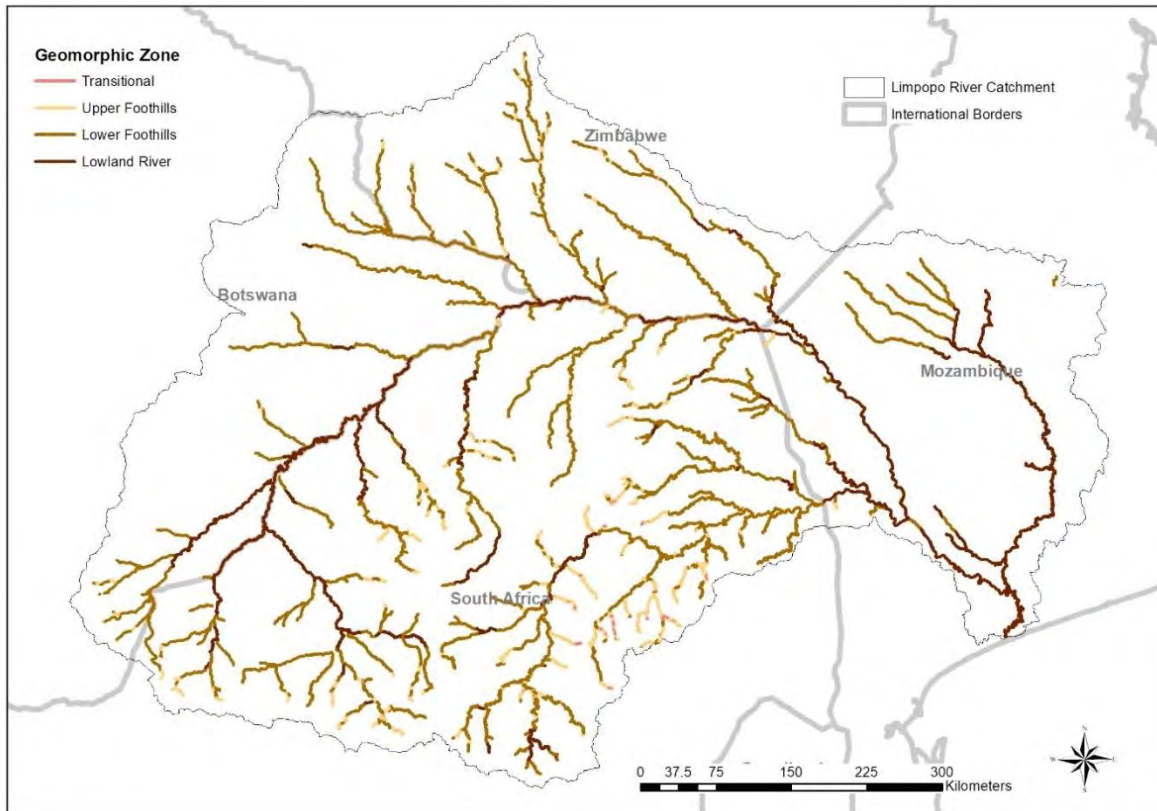 Geomorphic Zone
Transitional
Upper Foothills
Lower Foothills
Lowland River
Limpopo River Catchment
International Borders
Zimbabwe
Botswana
Mozambique
South Africa
N
W E
S
0 37.5 75 150 225 300
Kilometers